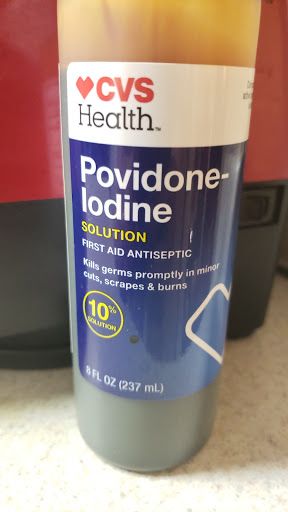 CVS
Health™
Povidone-
Iodine
SOLUTION
FIRST AID ANTISEPTIC
Kills germs promptly in minor
cuts, scrapes & burns
10%
SOLUTION
8 FL OZ (237 mL)